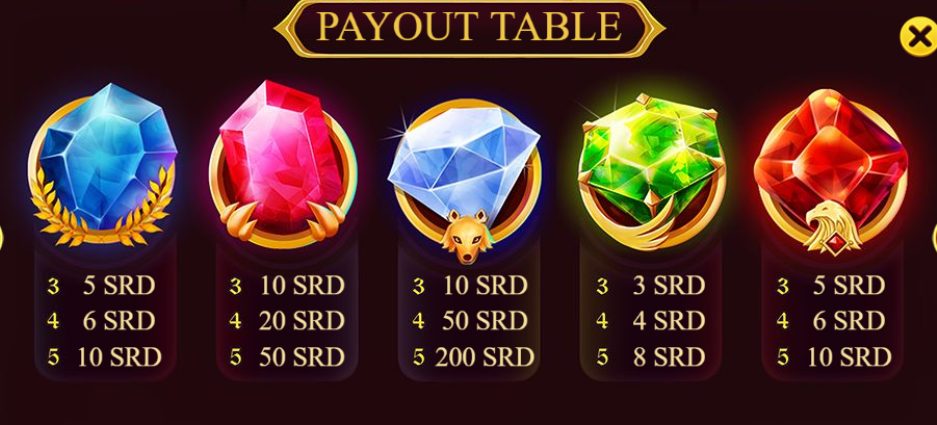 PAYOUT TABLE
3 5 SRD
4 6 SRD
5 10 SRD
3 10 SRD
4 20 SRD
5 50 SRD
3 10 SRD
4 50 SRD
5 200 SRD
3 3 SRD
4 4 SRD
5 8 SRD
3 5 SRD
4 6 SRD
5 10 SRD